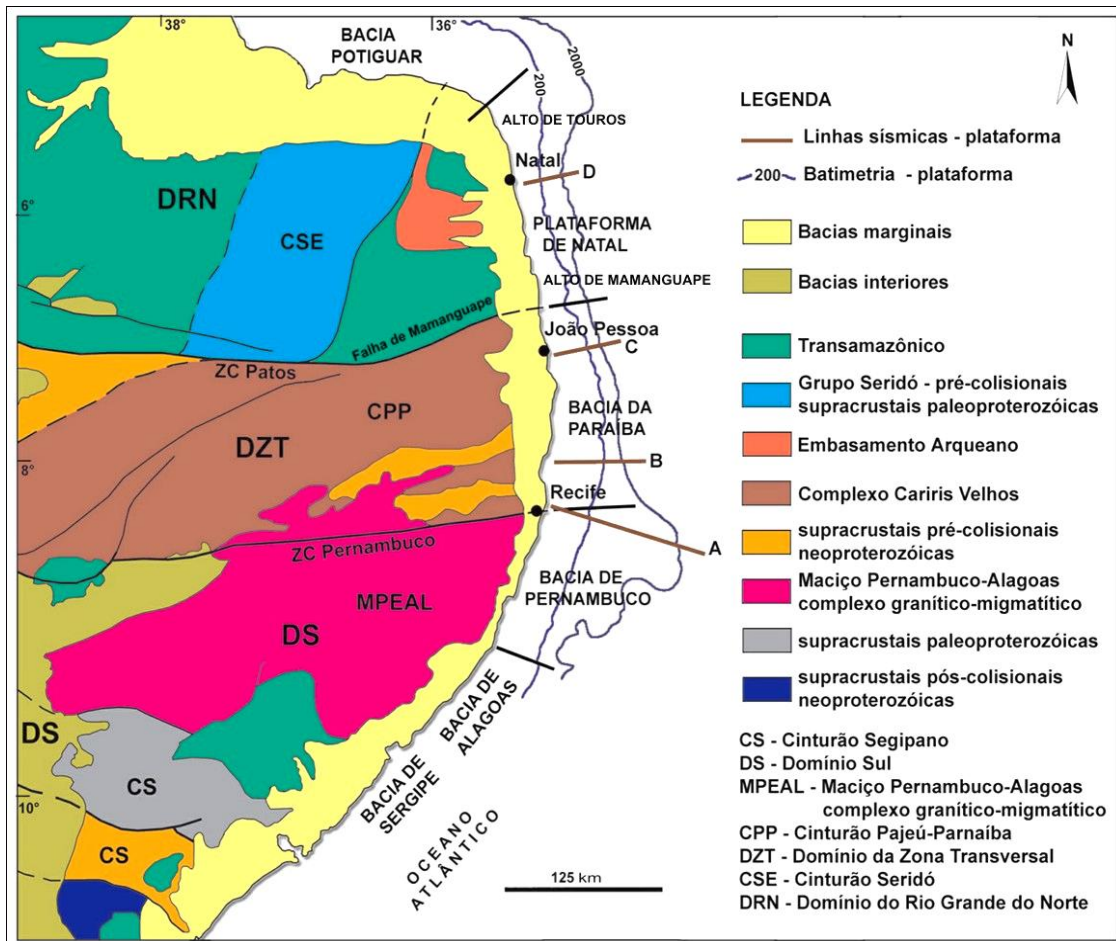 38°
36°
BACIA
POTIGUAR
200
2000
N
ALTO DE TOUROS
Natal
D
DRN
6°
CSE
PLATAFORMA
DE NATAL
ALTO DE MAMANGUAPE
Falha de Mamanguape
João Pessoa
C
ZC Patos
CPP
BACIA DA
PARAÍBA
DZT
8°
B
Recife
ZC Pernambuco
A
BACIA DE
PERNAMBUCO
MPEAL
DS
BACIA DE
ALAGOAS
DS
BACIA DE
SERGIPE
CS
10°
CS
OCEANO
ATLÂNTICO
125 km
LEGENDA
Linhas sísmicas - plataforma
200 Batimetria - plataforma
Bacias marginais
Bacias interiores
Transamazônico
Grupo Seridó - pré-colisionais
supracrustais paleoproterozóicas
Embasamento Arqueano
Complexo Cariris Velhos
supracrustais pré-colisionais
neoproterozóicas
Maciço Pernambuco-Alagoas
complexo granítico-migmatítico
supracrustais paleoproterozóicas
supracrustais pós-colisionais
neoproterozóicas
CS - Cinturão Segipano
DS - Domínio Sul
MPEAL - Maciço Pernambuco-Alagoas
complexo granítico-migmatítico
CPP - Cinturão Pajeú-Parnaíba
DZT - Domínio da Zona Transversal
CSE - Cinturão Seridó
DRN - Domínio do Rio Grande do Norte